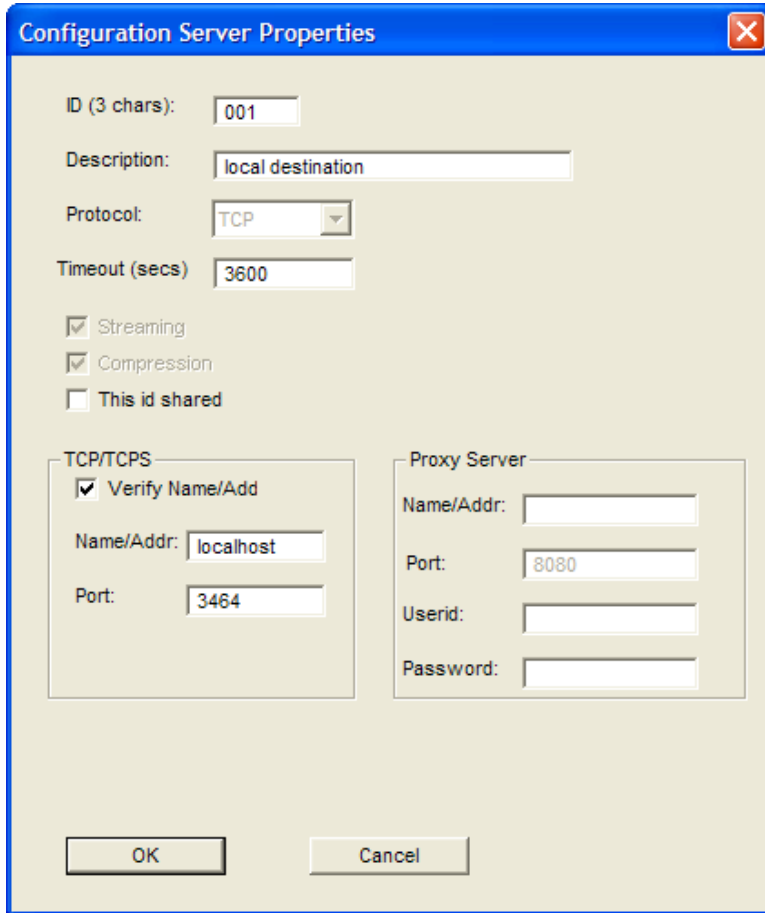 Configuration Server Properties
ID (3 chars): 001
Description: local destination
Protocol: TCP
Timeout (secs) 3600
Streaming
Compression
This id shared
TCP/TCPS
Verify Name/Add
Name/Addr: localhost
Port: 3464
Proxy Server
Name/Addr:
Port: 8080
Userid:
Password:
OK Cancel